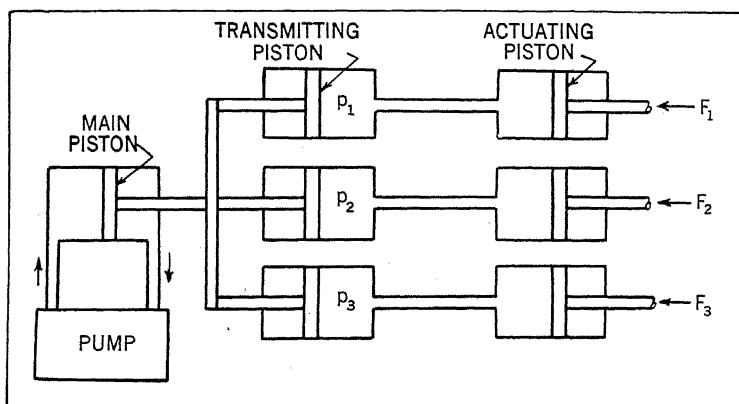 TRANSMITTING
PISTON
ACTUATING
PISTON
MAIN
PISTON
p1
F1
p2
F2
p3
F3
PUMP